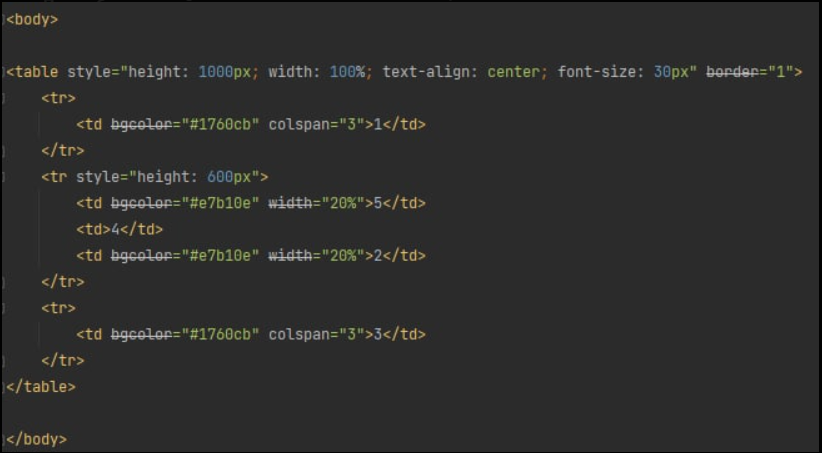 <body>
<table style="height: 1000px; width: 100%; text-align: center; font-size: 30px" border="1">
<tr>
<td bgcolor="#1760cb" colspan="3">1</td>
</tr>
<tr style="height: 600px">
<td bgcolor="#e7b10e" width="20%">5</td>
<td>4</td>
<td bgcolor="#e7b10e" width="20%">2</td>
</tr>
<tr>
<td bgcolor="#1760cb" colspan="3">3</td>
</tr>
</table>
</body>